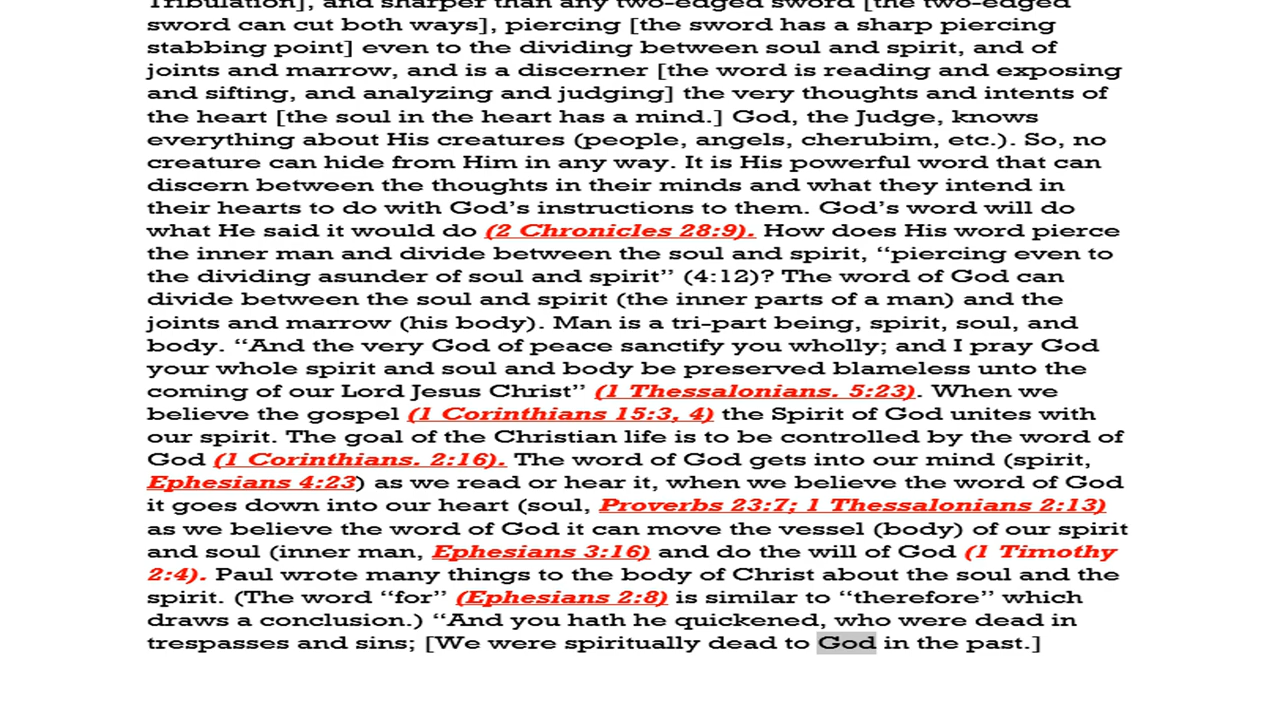 Tribulation], and sharper than any two-edged sword [the two-edged
sword can cut both ways], piercing [the sword has a sharp piercing
stabbing point] even to the dividing between soul and spirit, and of
joints and marrow, and is a discerner [the word is reading and exposing
and sifting, and analyzing and judging] the very thoughts and intents of
the heart [the soul in the heart has a mind.] God, the Judge, knows
everything about His creatures (people, angels, cherubim, etc.). So, no
creature can hide from Him in any way. It is His powerful word that can
discern between the thoughts in their minds and what they intend in
their hearts to do with God’s instructions to them. God’s word will do
what He said it would do (2 Chronicles 28:9). How does His word pierce
the inner man and divide between the soul and spirit, “piercing even to
the dividing asunder of soul and spirit” (4:12)? The word of God can
divide between the soul and spirit (the inner parts of a man) and the
joints and marrow (his body). Man is a tri-part being, spirit, soul, and
body. “And the very God of peace sanctify you wholly; and I pray God
your whole spirit and soul and body be preserved blameless unto the
coming of our Lord Jesus Christ” (1 Thessalonians. 5:23). When we
believe the gospel (1 Corinthians 15:3, 4) the Spirit of God unites with
our spirit. The goal of the Christian life is to be controlled by the word of
God (1 Corinthians. 2:16). The word of God gets into our mind (spirit,
Ephesians 4:23) as we read or hear it, when we believe the word of God
it goes down into our heart (soul, Proverbs 23:7; 1 Thessalonians 2:13)
as we believe the word of God it can move the vessel (body) of our spirit
and soul (inner man, Ephesians 3:16) and do the will of God (1 Timothy
2:4). Paul wrote many things to the body of Christ about the soul and the
spirit. (The word “for” (Ephesians 2:8) is similar to “therefore” which
draws a conclusion.) “And you hath he quickened, who were dead in
trespasses and sins; [We were spiritually dead to God in the past.]